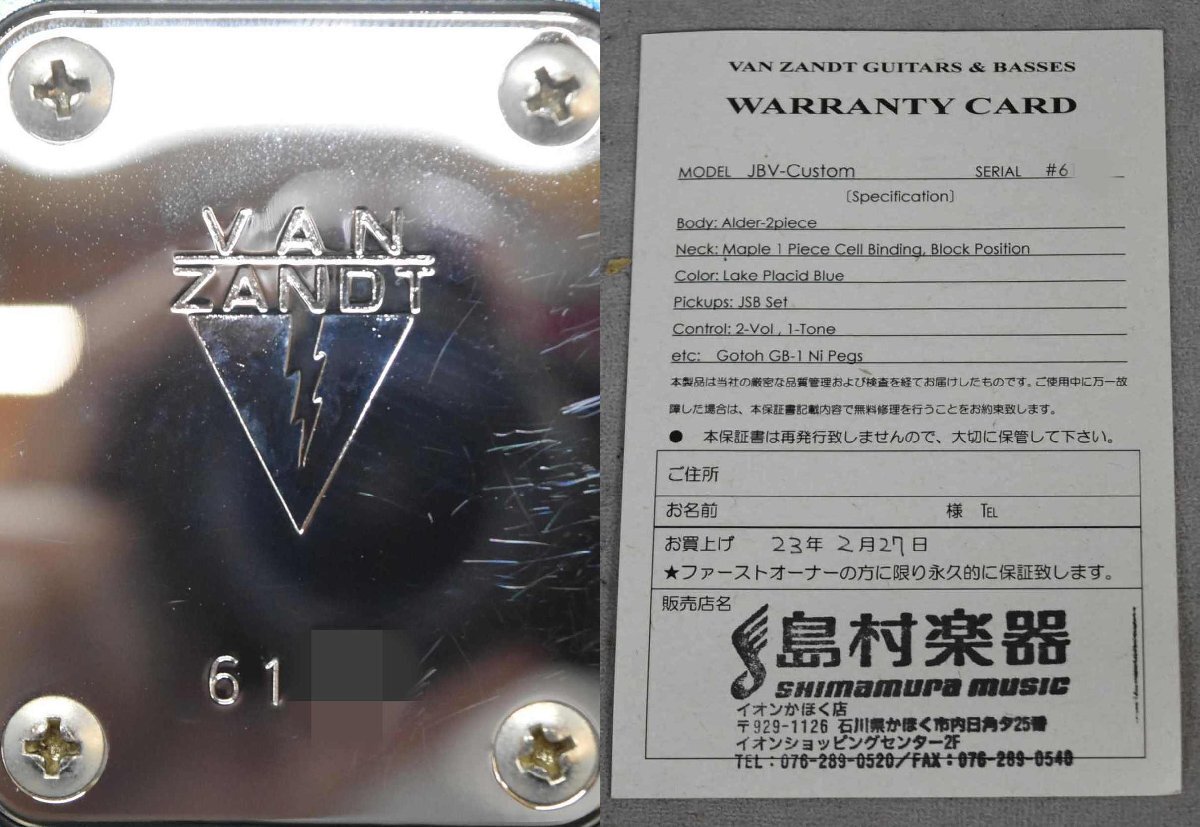 VAN
ZANDT
61
VAN ZANDT GUITARS & BASSES
WARRANTY CARD
MODEL JBV-Custom SERIAL #6
〔Specification〕
Body: Alder-2piece
Neck: Maple 1 Piece Cell Binding, Block Position
Color: Lake Placid Blue
Pickups: JSB Set
Control: 2-Vol , 1-Tone
etc: Gotoh GB-1 Ni Pegs
本製品は当社の厳密な品質管理および検査を経てお届けしたものです。ご使用中に万一故
障した場合は、本保証書記載内容で無料修理を行うことをお約束致します。
● 本保証書は再発行致しませんので、大切に保管して下さい。
ご住所
お名前 様 TEL
お買上げ 23年 2月27日
★ファーストオーナーの方に限り永久的に保証致します。
販売店名
島村楽器
SHIMAMURA MUSIC
イオンかほく店
〒929-1126 石川県かほく市内日角タ25番
イオンショッピングセンター2F
TEL:076-289-0520/FAX:076-289-0540